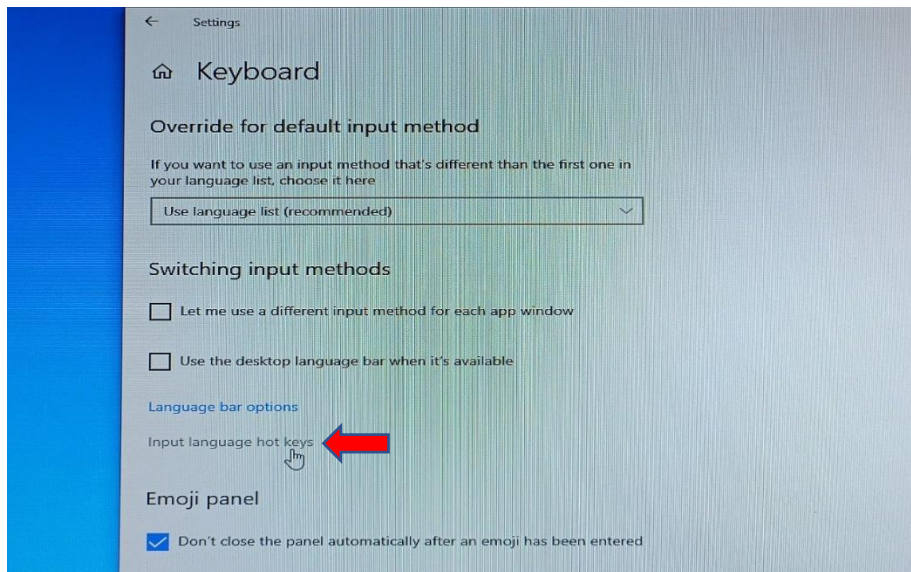 Settings
Keyboard
Override for default input method
If you want to use an input method that's different than the first one in
your language list, choose it here
Use language list (recommended)
Switching input methods
Let me use a different input method for each app window
Use the desktop language bar when it's available
Language bar options
Input language hot keys
Emoji panel
Don't close the panel automatically after an emoji has been entered